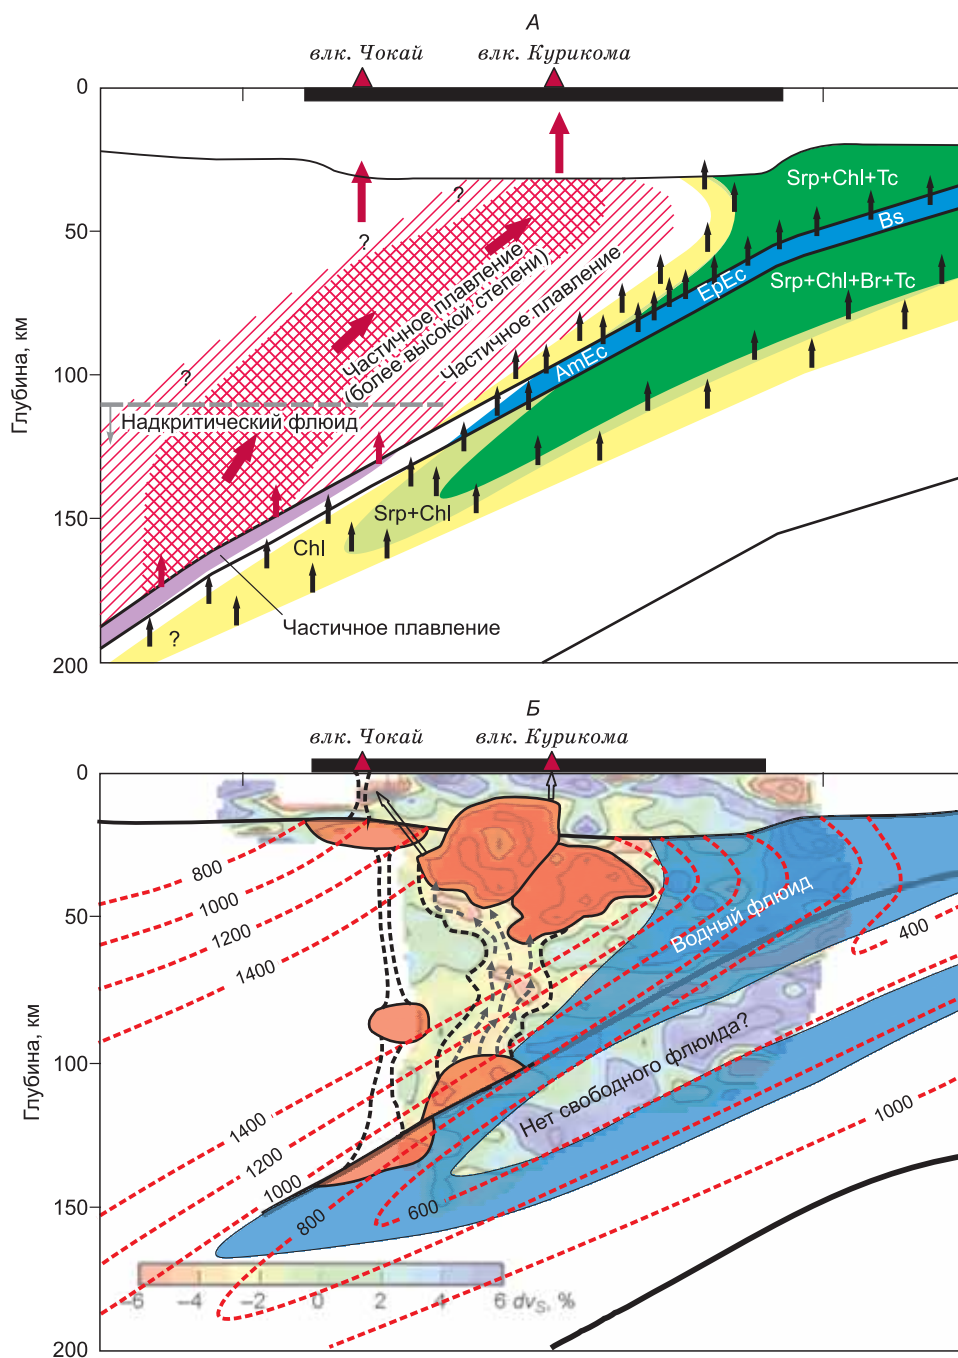 А
влк. Чокай
влк. Курикома
0
50
100
150
200
Глубина, км
Srp+Chl+Tc
Bs
Srp+Chl+Br+Tc
EpEc
AmEc
?
?
?
Частичное плавление
(более высокой степени)
Частичное плавление
Надкритический флюид
Srp+Chl
Chl
Частичное плавление
?
Б
влк. Чокай
влк. Курикома
0
50
100
150
200
Глубина, км
800
1000
1200
1400
Водный флюид
400
Нет свободного флюида?
1000
1400
1200
1000
800
600
–6
–4
–2
0
2
4
6 dvS, %